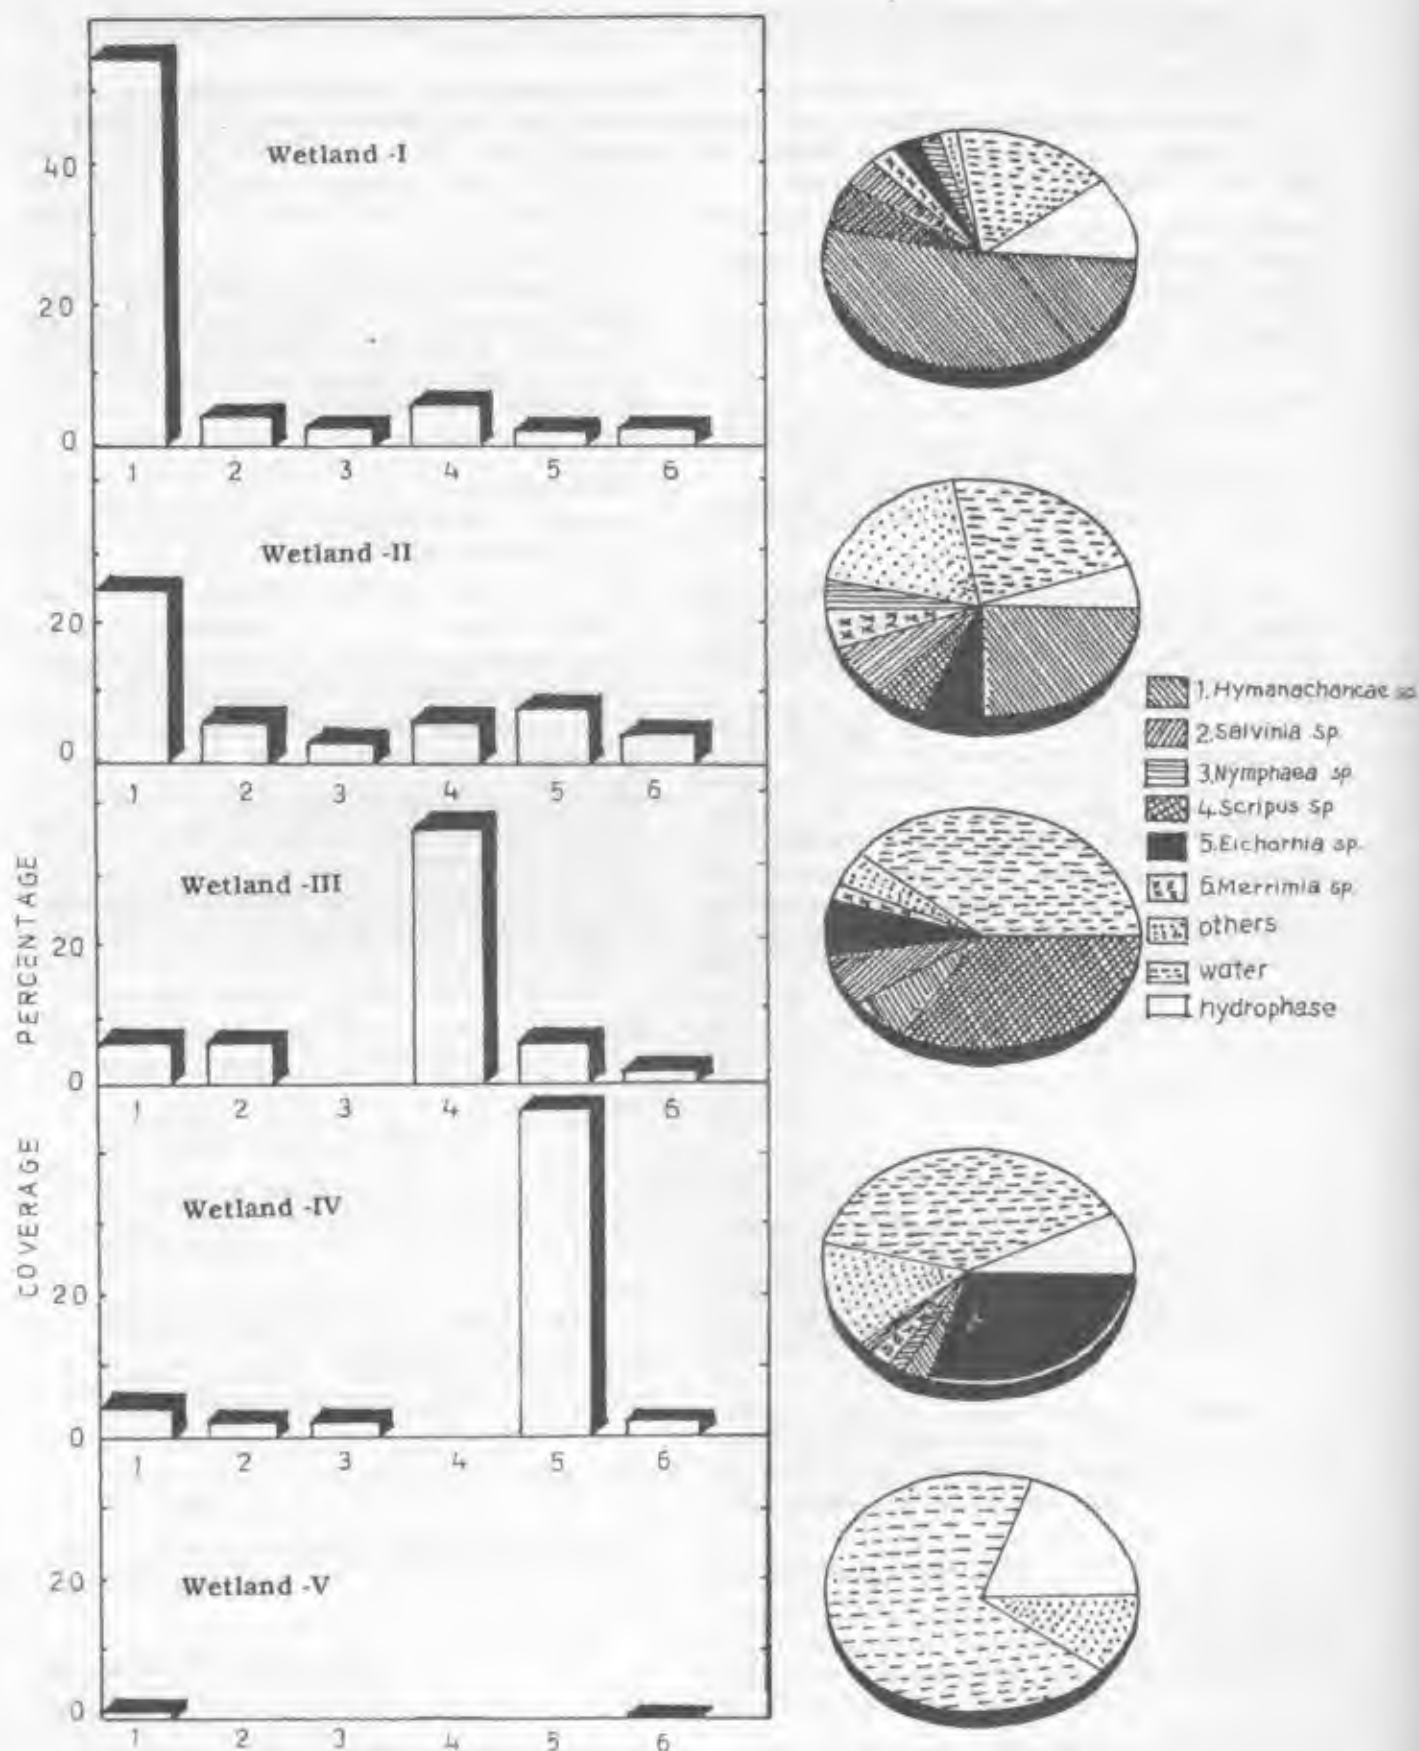 Wetland -I
40
20
0
1 2 3 4 5 6
Wetland -II
20
0
1 2 3 4 5 6
Wetland -III
20
0
1 2 3 4 5 6
Wetland -IV
20
0
1 2 3 4 5 6
Wetland -V
20
0
1 2 3 4 5 6
COVERAGE PERCENTAGE
1.Hymanachancae sp.
2.Salvinia sp.
3.Nymphaea sp.
4.Scripus sp
5.Eichornia sp.
6.Merrimia sp.
others
water
hydrophase